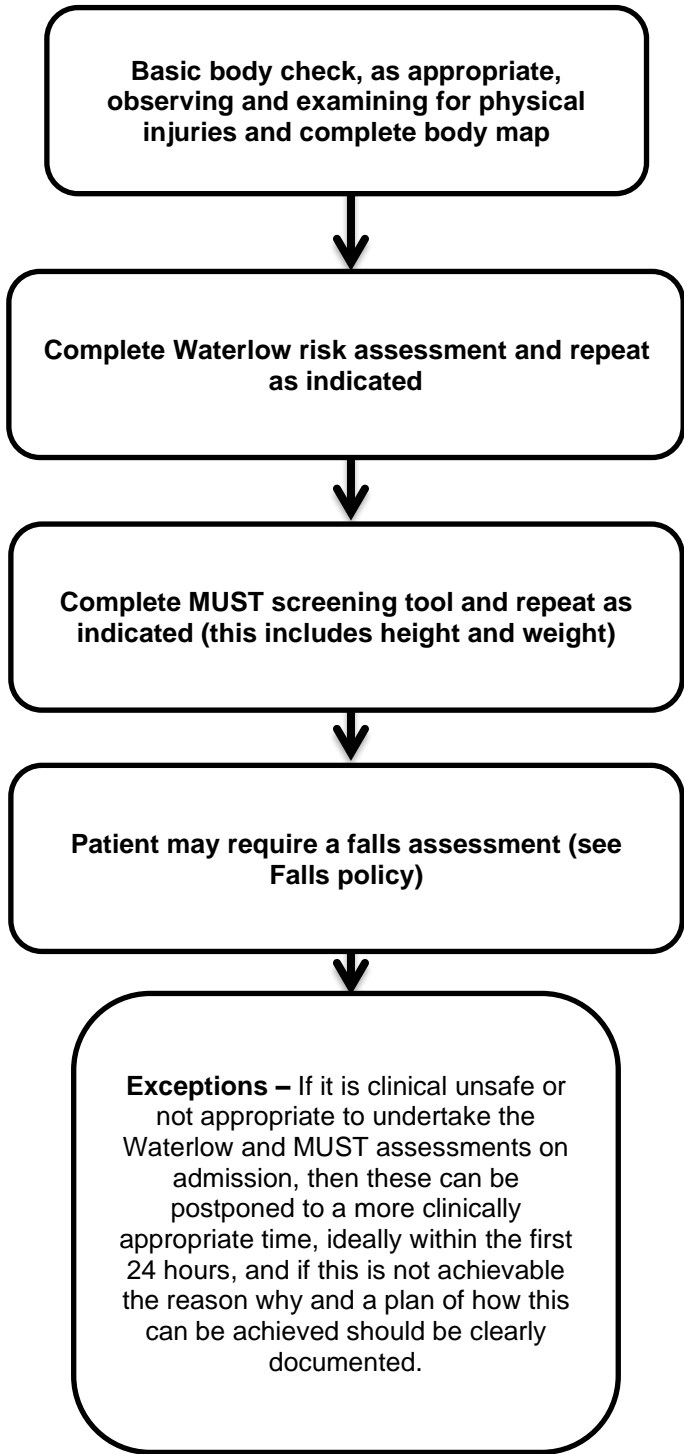 Basic body check, as appropriate,
observing and examining for physical
injuries and complete body map
Complete Waterlow risk assessment and repeat
as indicated
Complete MUST screening tool and repeat as
indicated (this includes height and weight)
Patient may require a falls assessment (see
Falls policy)
Exceptions – If it is clinical unsafe or
not appropriate to undertake the
Waterlow and MUST assessments on
admission, then these can be
postponed to a more clinically
appropriate time, ideally within the first
24 hours, and if this is not achievable
the reason why and a plan of how this
can be achieved should be clearly
documented.